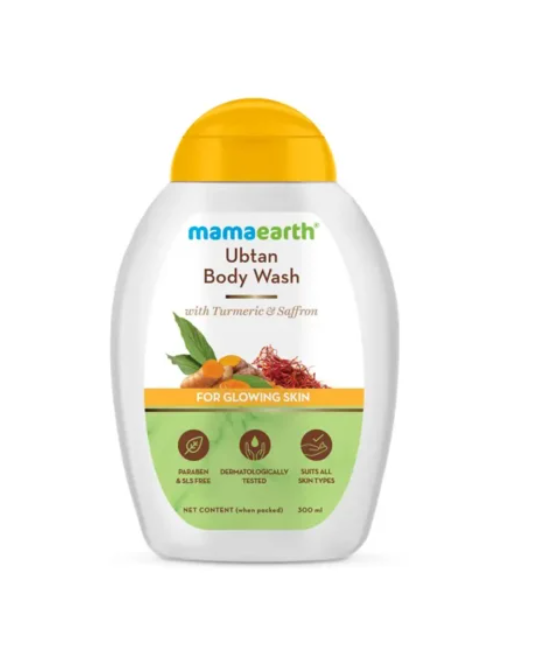 mamaearth®
Ubtan
Body Wash
with Turmeric & Saffron
FOR GLOWING SKIN
PARABEN
& SLS FREE
DERMATOLOGICALLY
TESTED
SUITS ALL
SKIN TYPES
NET CONTENT (when packed) 300 ml